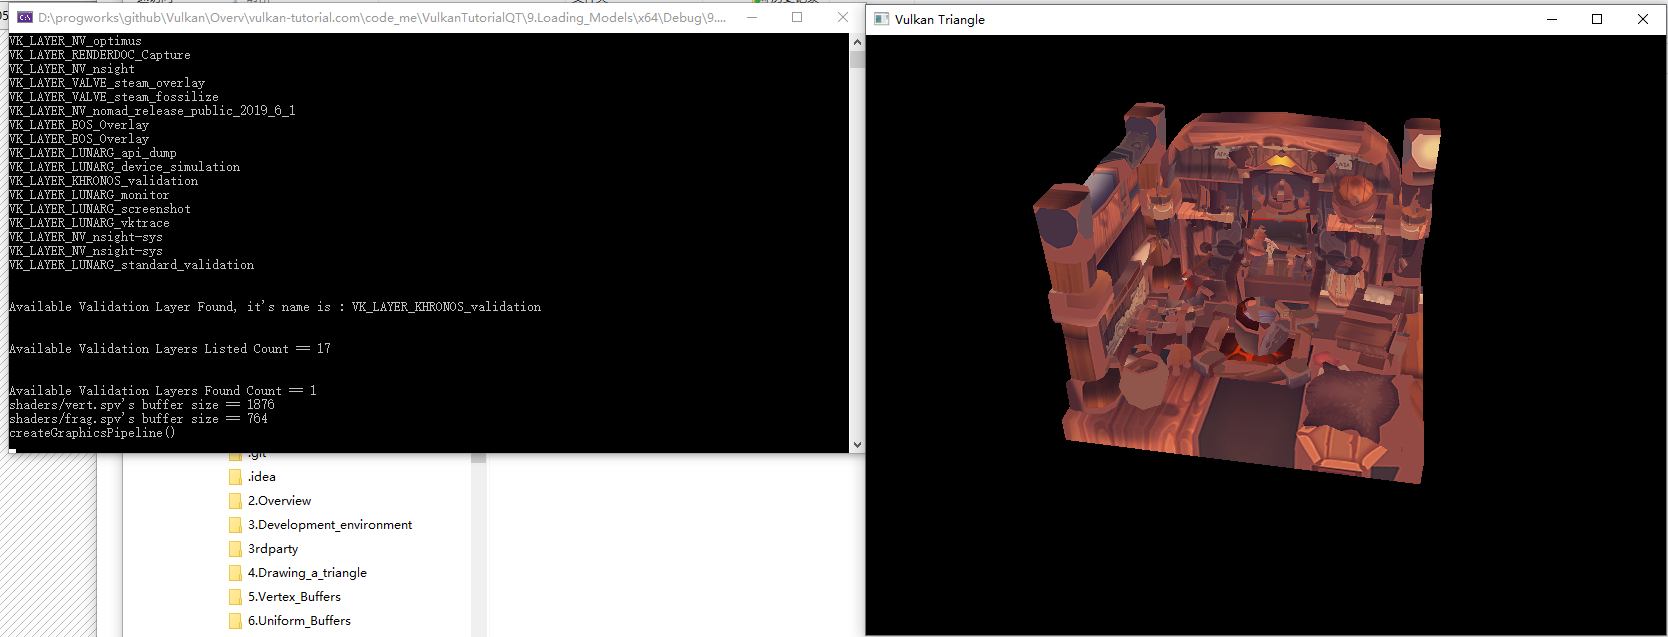 D:\progworks\github\Vulkan\Overv\vulkan-tutorial.com\code_me\VulkanTutorialQT\9.Loading_Models\x64\Debug\9....
VK_LAYER_NV_optimus
VK_LAYER_RENDERDOC_Capture
VK_LAYER_NV_nsight
VK_LAYER_VALVE_steam_overlay
VK_LAYER_VALVE_steam_fossilize
VK_LAYER_NV_nomad_release_public_2019_6_1
VK_LAYER_EOS_Overlay
VK_LAYER_EOS_Overlay
VK_LAYER_LUNARG_api_dump
VK_LAYER_LUNARG_device_simulation
VK_LAYER_KHRONOS_validation
VK_LAYER_LUNARG_monitor
VK_LAYER_LUNARG_screenshot
VK_LAYER_LUNARG_vktrace
VK_LAYER_NV_nsight-sys
VK_LAYER_NV_nsight-sys
VK_LAYER_LUNARG_standard_validation
Available Validation Layer Found, it's name is : VK_LAYER_KHRONOS_validation
Available Validation Layers Listed Count == 17
Available Validation Layers Found Count == 1
shaders/vert.spv's buffer size == 1876
shaders/frag.spv's buffer size == 764
createGraphicsPipeline()
.git
.idea
2.Overview
3.Development_environment
3rdparty
4.Drawing_a_triangle
5.Vertex_Buffers
6.Uniform_Buffers
Vulkan Triangle